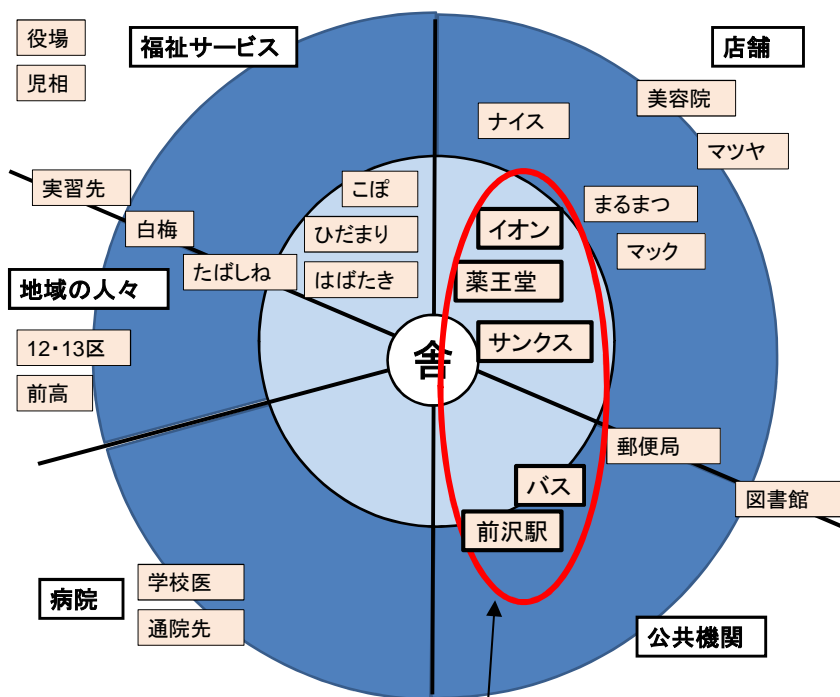 役場
児相
福祉サービス
店舗
美容院
ナイス
マツヤ
実習先
白梅
こぽ
ひだまり
たばしね
はばたき
イオン
まるまつ
マック
薬王堂
地域の人々
12・13区
前高
舎
サンクス
郵便局
バス
図書館
前沢駅
病院
学校医
通院先
公共機関